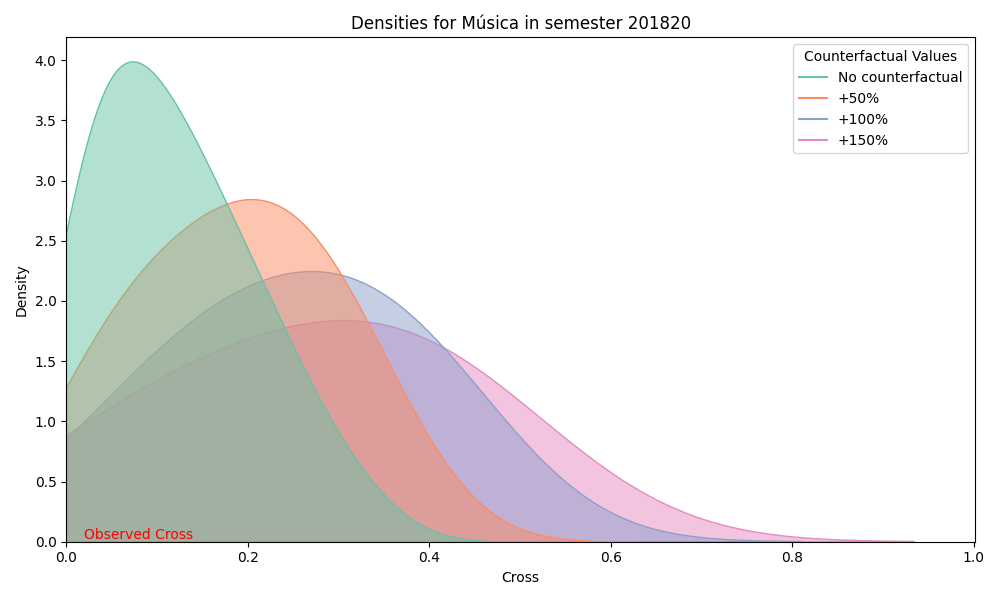 Densities for Música in semester 201820
Counterfactual Values
No counterfactual
+50%
+100%
+150%
Density
4.0
3.5
3.0
2.5
2.0
1.5
1.0
0.5
0.0
Observed Cross
0.0 0.2 0.4 0.6 0.8 1.0
Cross